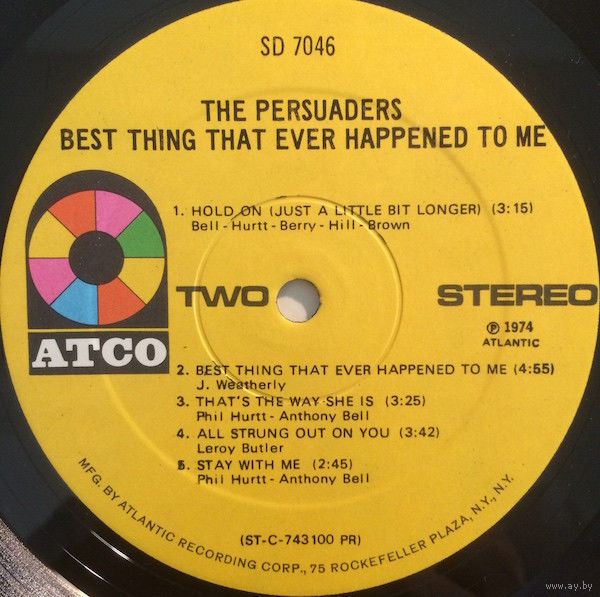 SD 7046
THE PERSUADERS
BEST THING THAT EVER HAPPENED TO ME
1. HOLD ON (JUST A LITTLE BIT LONGER) (3:15)
Bell - Hurtt - Berry - Hill - Brown
TWO
STEREO
℗ 1974
ATLANTIC
ATCO
2. BEST THING THAT EVER HAPPENED TO ME (4:55)
J. Weatherly
3. THAT'S THE WAY SHE IS (3:25)
Phil Hurtt - Anthony Bell
4. ALL STRUNG OUT ON YOU (3:42)
Leroy Butler
5. STAY WITH ME (2:45)
Phil Hurtt - Anthony Bell
(ST-C-743100 PR)
MFG. BY ATLANTIC RECORDING CORP., 75 ROCKEFELLER PLAZA, N.Y., N.Y.
www.ay.by